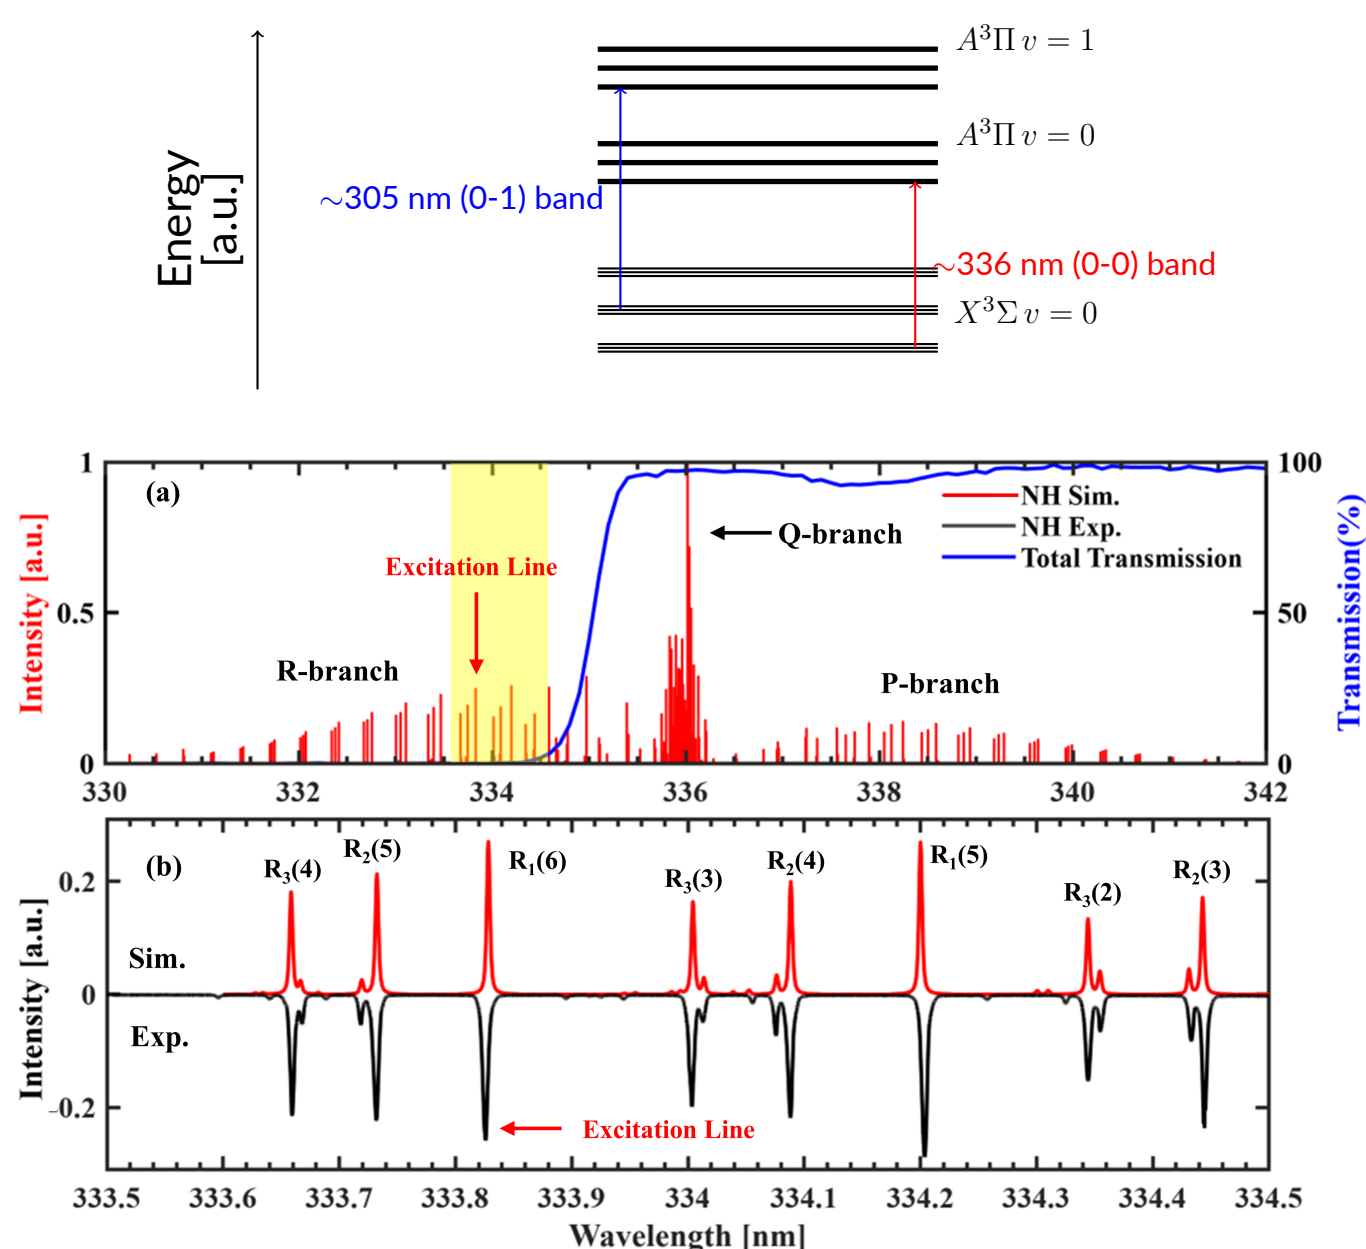 A³Π v = 1
A³Π v = 0
Energy
[a.u.]
~305 nm (0-1) band
~336 nm (0-0) band
X³Σ v = 0
1
100
(a)
NH Sim.
NH Exp.
Total Transmission
Q-branch
Excitation Line
R-branch
P-branch
Intensity [a.u.]
Transmission(%)
0.5
50
0
0
330 332 334 336 338 340 342
(b)
R₃(4)
R₂(5)
R₁(6)
R₃(3)
R₂(4)
R₁(5)
R₃(2)
R₂(3)
0.2
Sim.
0
Exp.
Intensity [a.u.]
-0.2
Excitation Line
333.5 333.6 333.7 333.8 333.9 334 334.1 334.2 334.3 334.4 334.5
Wavelength [nm]